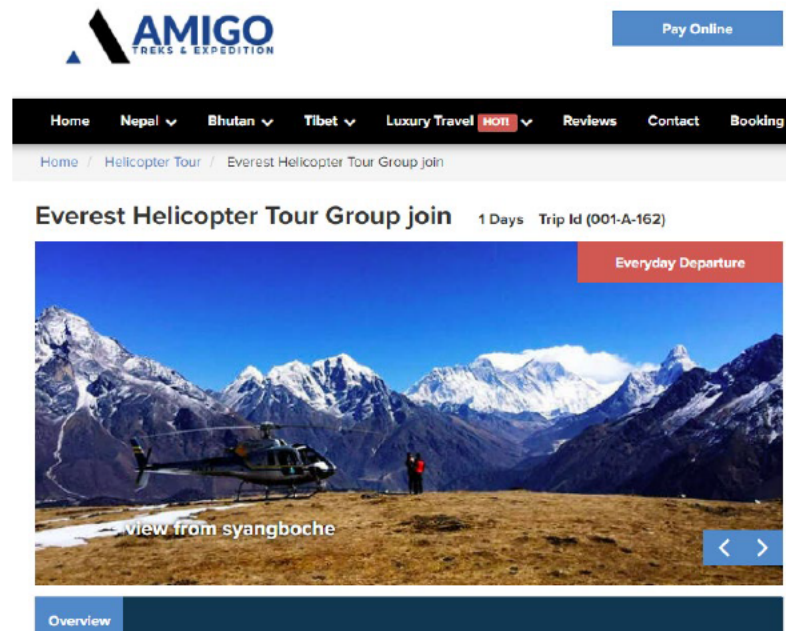 AMIGO
TREKS & EXPEDITION
Pay Online
Home Nepal Bhutan Tibet Luxury Travel HOT! Reviews Contact Booking
Home / Helicopter Tour / Everest Helicopter Tour Group join
Everest Helicopter Tour Group join 1 Days Trip Id (001-A-162)
Everyday Departure
view from syangboche
Overview